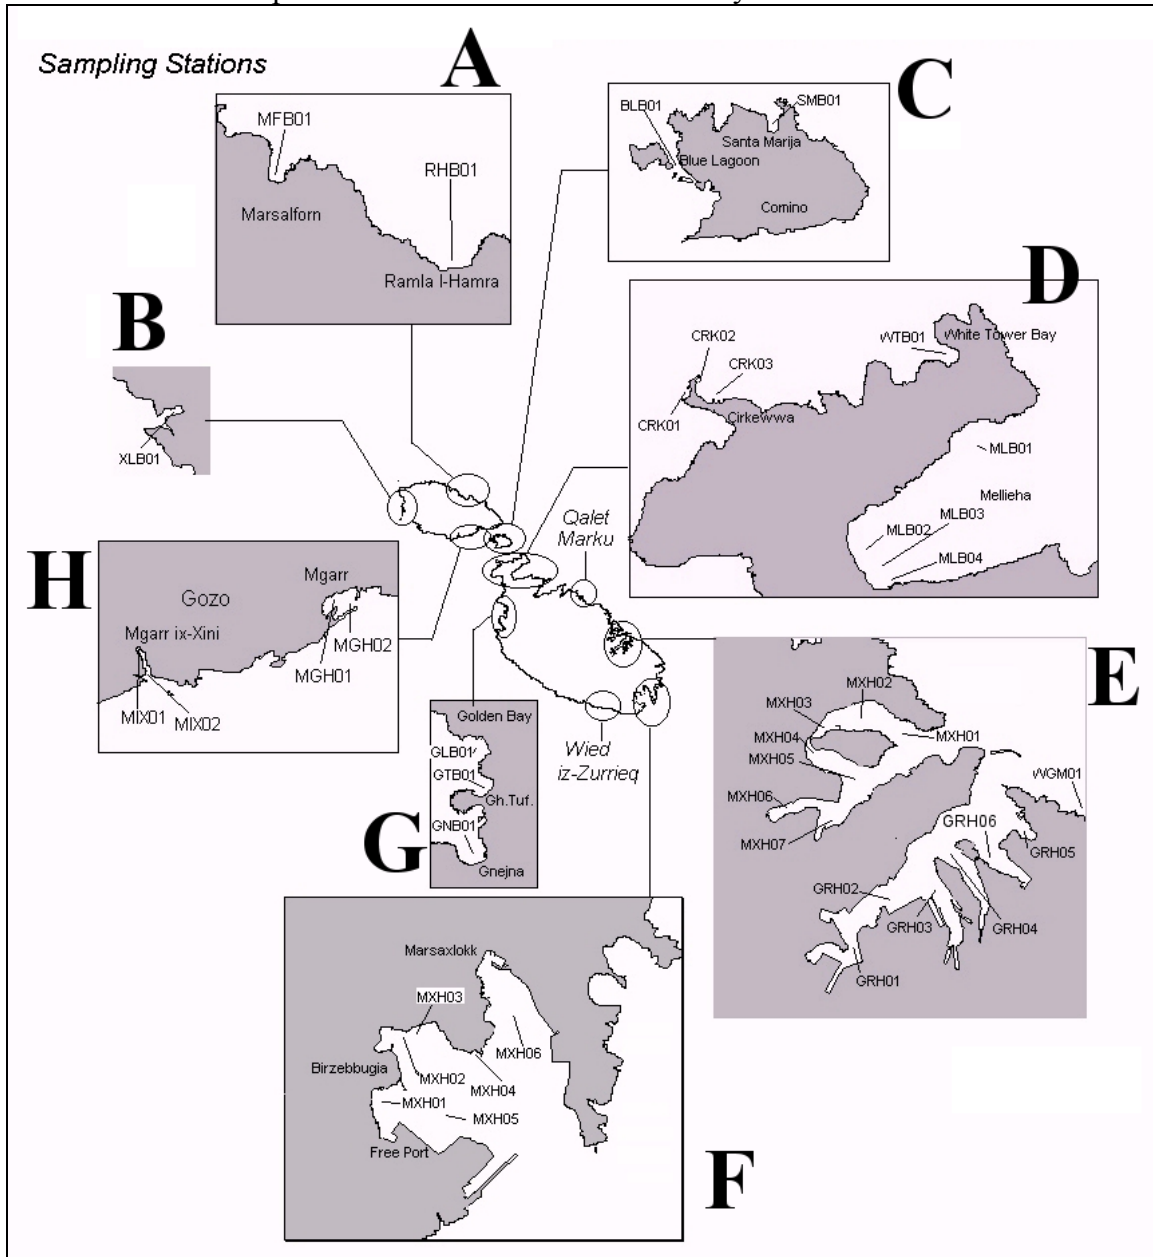 Sampling Stations
A
MFB01
RHB01
Marsalforn
Ramla l-Hamra
B
XLB01
C
BLB01
SMB01
Santa Marija
Blue Lagoon
Comino
D
CRK02
CRK03
CRK01
Cirkewwa
WTB01
White Tower Bay
MLB01
Mellieha
MLB03
MLB02
MLB04
Qalet
Marku
H
Mgarr
Gozo
Mgarr ix-Xini
MGH02
MGH01
MIX01
MIX02
E
MXH02
MXH03
MXH01
MXH04
MXH05
WGM01
MXH06
MXH07
GRH06
GRH05
GRH02
GRH03
GRH04
GRH01
G
Golden Bay
GLB01
GTB01
Gh.Tuf.
GNB01
Gnejna
Wied
iz-Zurrieq
F
Marsaxlokk
MXH03
MXH06
Birzebbugia
MXH02
MXH04
MXH01
MXH05
Free Port